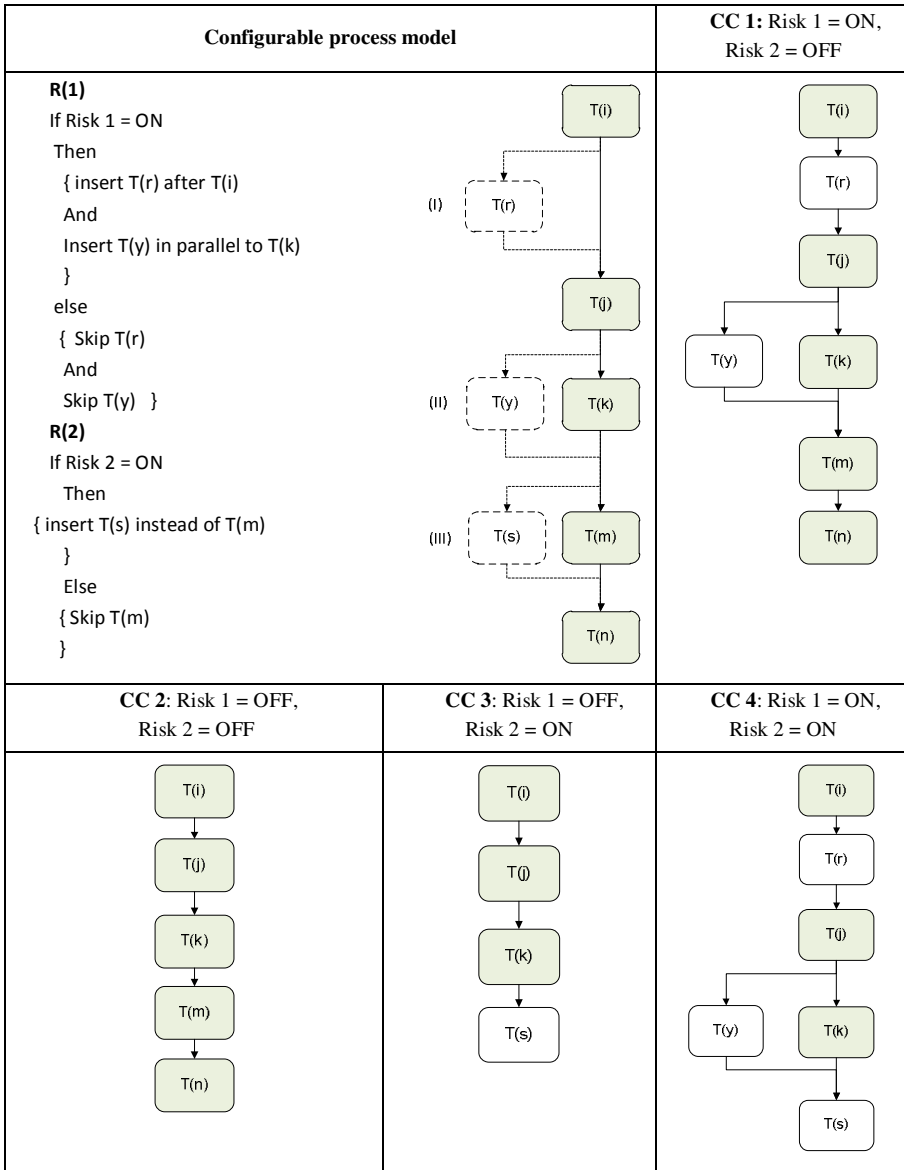 Configurable process model
CC 1: Risk 1 = ON,
Risk 2 = OFF
R(1)
If Risk 1 = ON
Then
{ insert T(r) after T(i)
And
Insert T(y) in parallel to T(k)
}
else
{ Skip T(r)
And
Skip T(y) }
R(2)
If Risk 2 = ON
Then
{ insert T(s) instead of T(m)
}
Else
{ Skip T(m)
}
T(i)
(I)
T(r)
T(j)
(II)
T(y)
T(k)
(III)
T(s)
T(m)
T(n)
T(i)
T(r)
T(j)
T(y)
T(k)
T(m)
T(n)
CC 2: Risk 1 = OFF,
Risk 2 = OFF
CC 3: Risk 1 = OFF,
Risk 2 = ON
CC 4: Risk 1 = ON,
Risk 2 = ON
T(i)
T(j)
T(k)
T(m)
T(n)
T(i)
T(j)
T(k)
T(s)
T(i)
T(r)
T(j)
T(y)
T(k)
T(s)